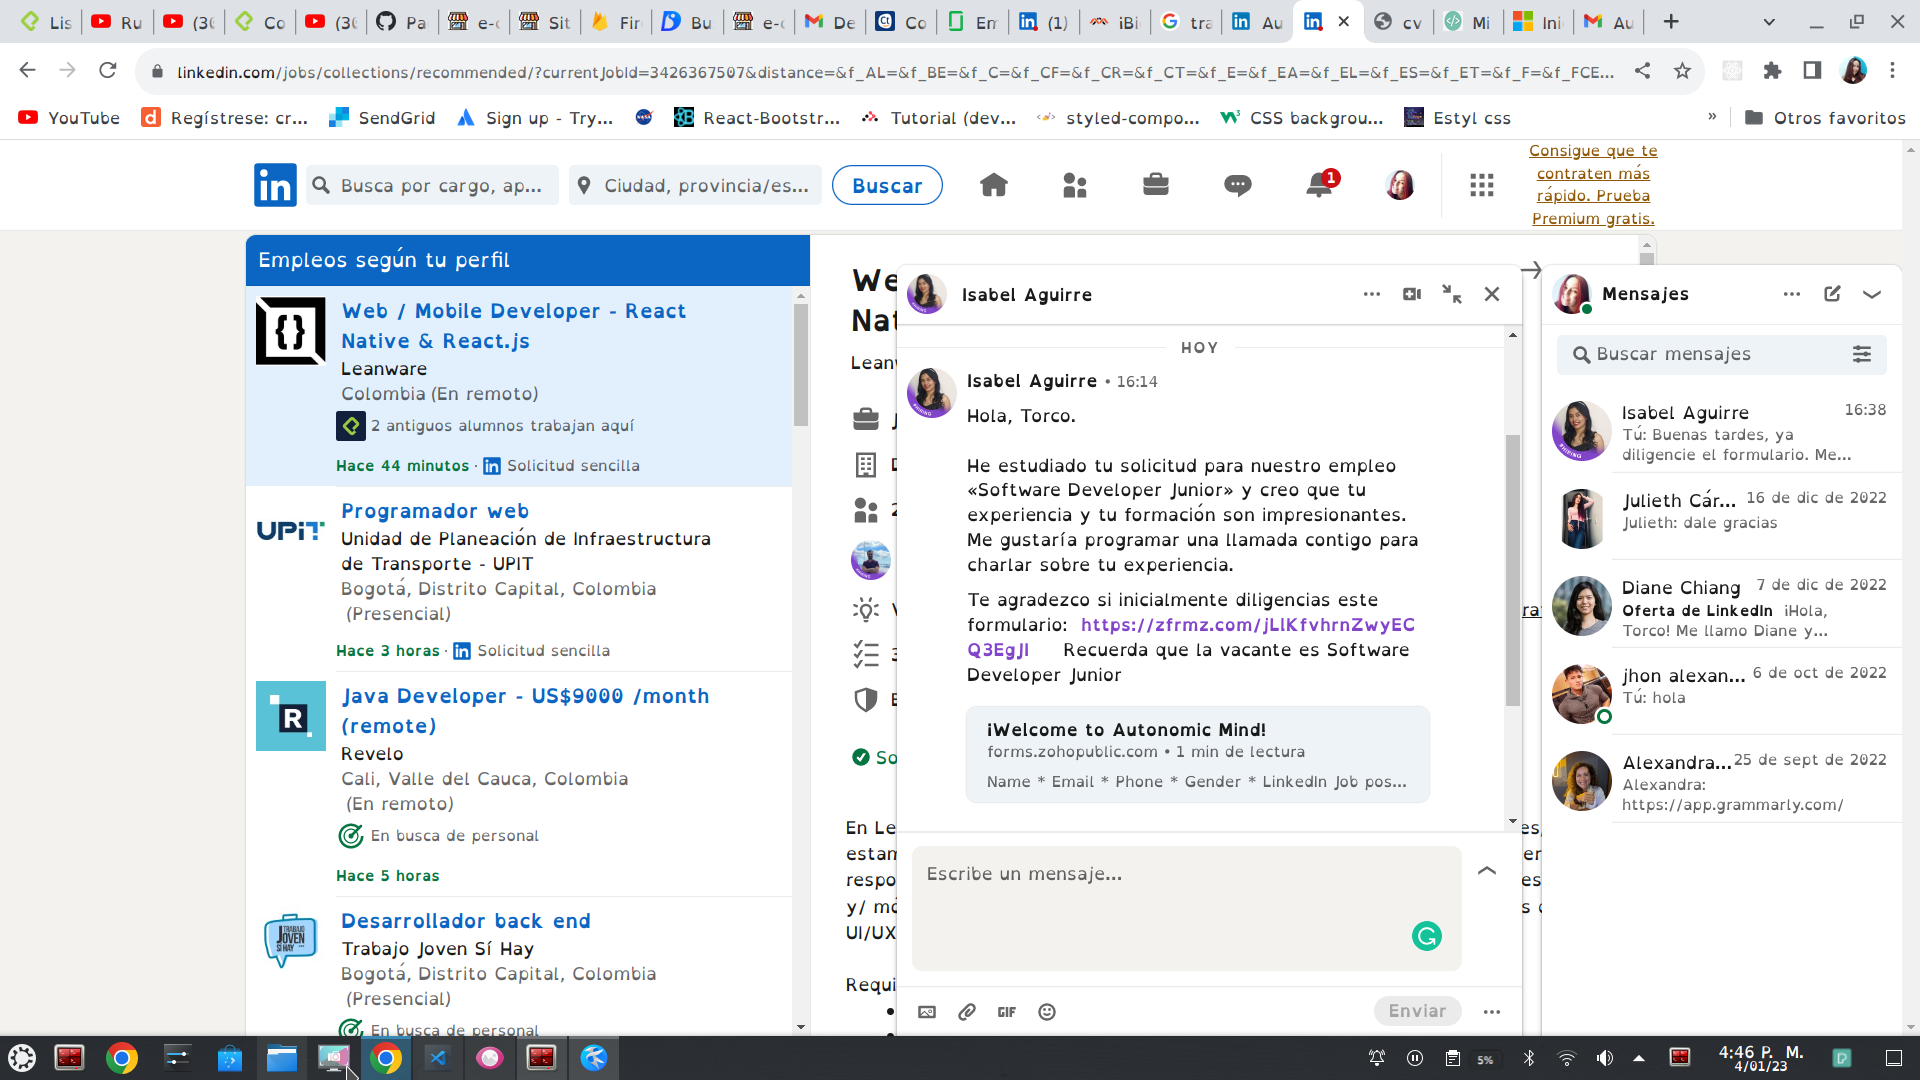 Lis
Ru
(30
Co
(30
Pa
e-c
Sit
Fir
Bu
e-c
De
Co
Em
(1)
iBi
tra
Au
cv
Mi
Ini
Au
linkedin.com/jobs/collections/recommended/?currentJobId=3426367507&distance=&f_AL=&f_BE=&f_C=&f_CF=&f_CR=&f_CT=&f_E=&f_EA=&f_EL=&f_ES=&f_ET=&f_F=&f_FCE...
YouTube
Regístrese: cr...
SendGrid
Sign up - Try...
React-Bootstr...
Tutorial (dev...
styled-compo...
CSS backgrou...
Estyl css
»
Otros favoritos
in
Busca por cargo, ap...
Ciudad, provincia/es...
Buscar
1
Consigue que te
contraten más
rápido. Prueba
Premium gratis.
Empleos según tu perfil
Web / Mobile Developer - React
Native & React.js
Leanware
Colombia (En remoto)
2 antiguos alumnos trabajan aquí
Hace 44 minutos · in Solicitud sencilla
UPIT
Programador web
Unidad de Planeación de Infraestructura
de Transporte - UPIT
Bogotá, Distrito Capital, Colombia
(Presencial)
Hace 3 horas · in Solicitud sencilla
R
Java Developer - US$9000 /month
(remote)
Revelo
Cali, Valle del Cauca, Colombia
(En remoto)
En busca de personal
Hace 5 horas
TRABAJO
JOVEN
SÍ HAY
Desarrollador back end
Trabajo Joven Sí Hay
Bogotá, Distrito Capital, Colombia
(Presencial)
En busca de personal
We
Nat
Lean
So
En Le
estam
respo
y/ mó
UI/UX
Requi
Isabel Aguirre
HOY
Isabel Aguirre • 16:14
Hola, Torco.
He estudiado tu solicitud para nuestro empleo
«Software Developer Junior» y creo que tu
experiencia y tu formación son impresionantes.
Me gustaría programar una llamada contigo para
charlar sobre tu experiencia.
Te agradezco si inicialmente diligencias este
formulario: https://zfrmz.com/jLlKfvhrnZwyEC
Q3EgJI Recuerda que la vacante es Software
Developer Junior
¡Welcome to Autonomic Mind!
forms.zohopublic.com • 1 min de lectura
Name * Email * Phone * Gender * LinkedIn Job pos...
Escribe un mensaje...
GIF
Enviar
Mensajes
Buscar mensajes
Isabel Aguirre 16:38
Tú: Buenas tardes, ya
diligencie el formulario. Me...
Julieth Cár... 16 de dic de 2022
Julieth: dale gracias
Diane Chiang 7 de dic de 2022
Oferta de LinkedIn ¡Hola,
Torco! Me llamo Diane y...
jhon alexan... 6 de oct de 2022
Tú: hola
Alexandra... 25 de sept de 2022
Alexandra:
https://app.grammarly.com/
5%
4:46 P. M.
4/01/23